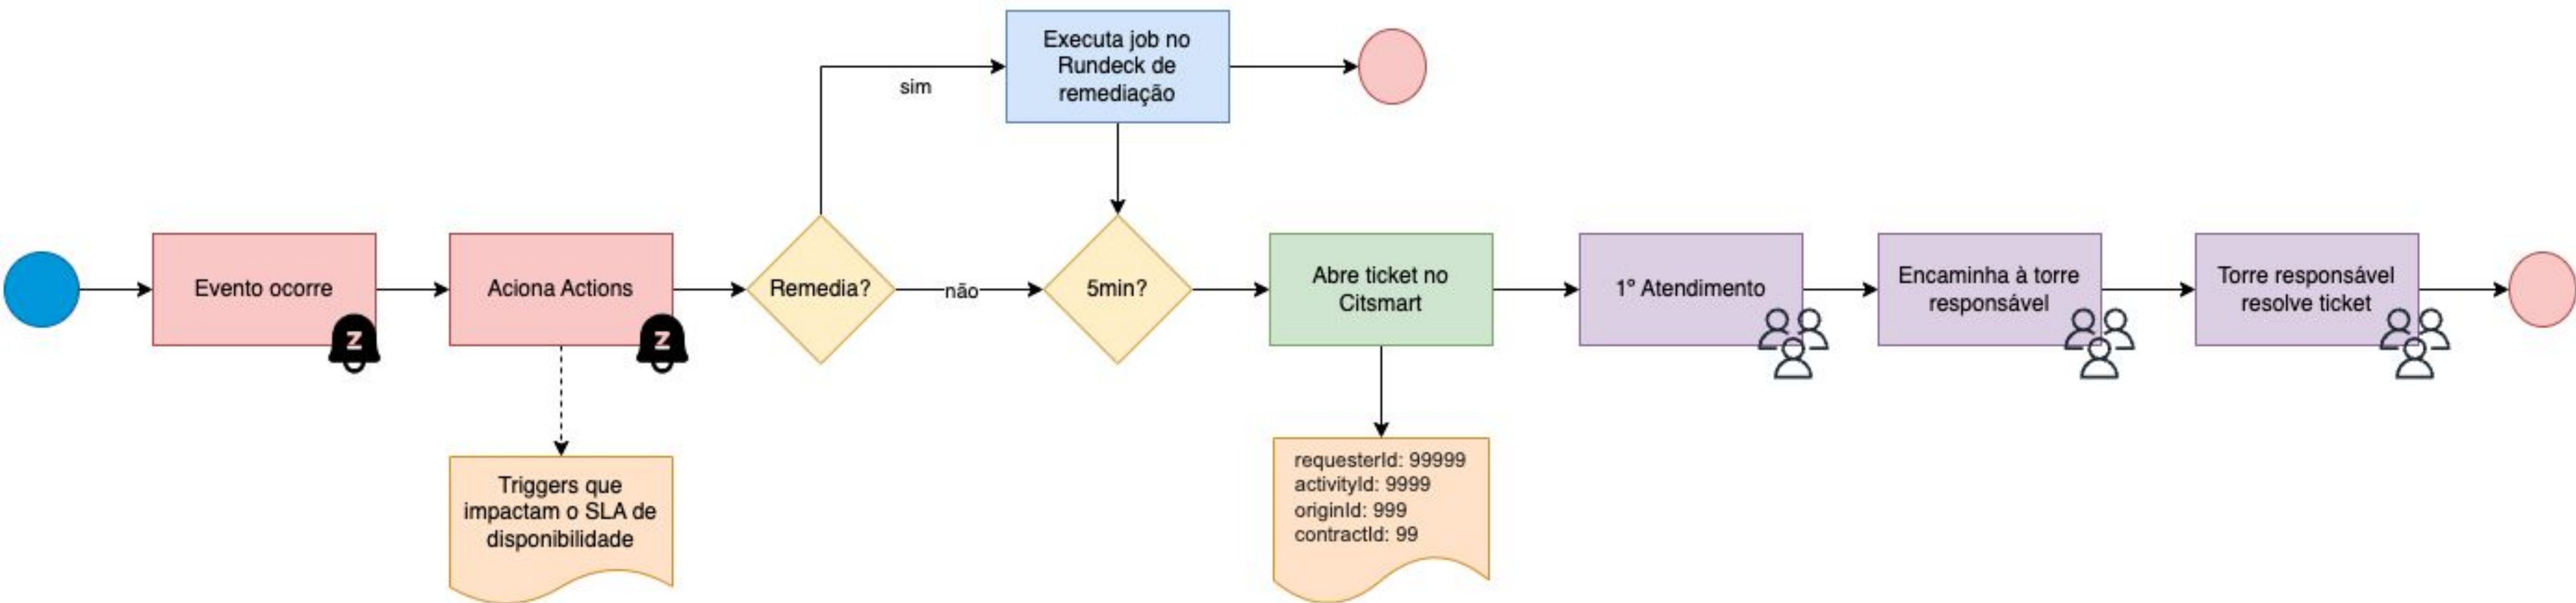 Executa job no
Rundeck de
remediação
sim
Evento ocorre
Z
Aciona Actions
Z
Remedia?
não
5min?
Abre ticket no
Citsmart
1º Atendimento
Encaminha à torre
responsável
Torre responsável
resolve ticket
Triggers que
impactam o SLA de
disponibilidade
requesterId: 99999
activityId: 9999
originId: 999
contractId: 99